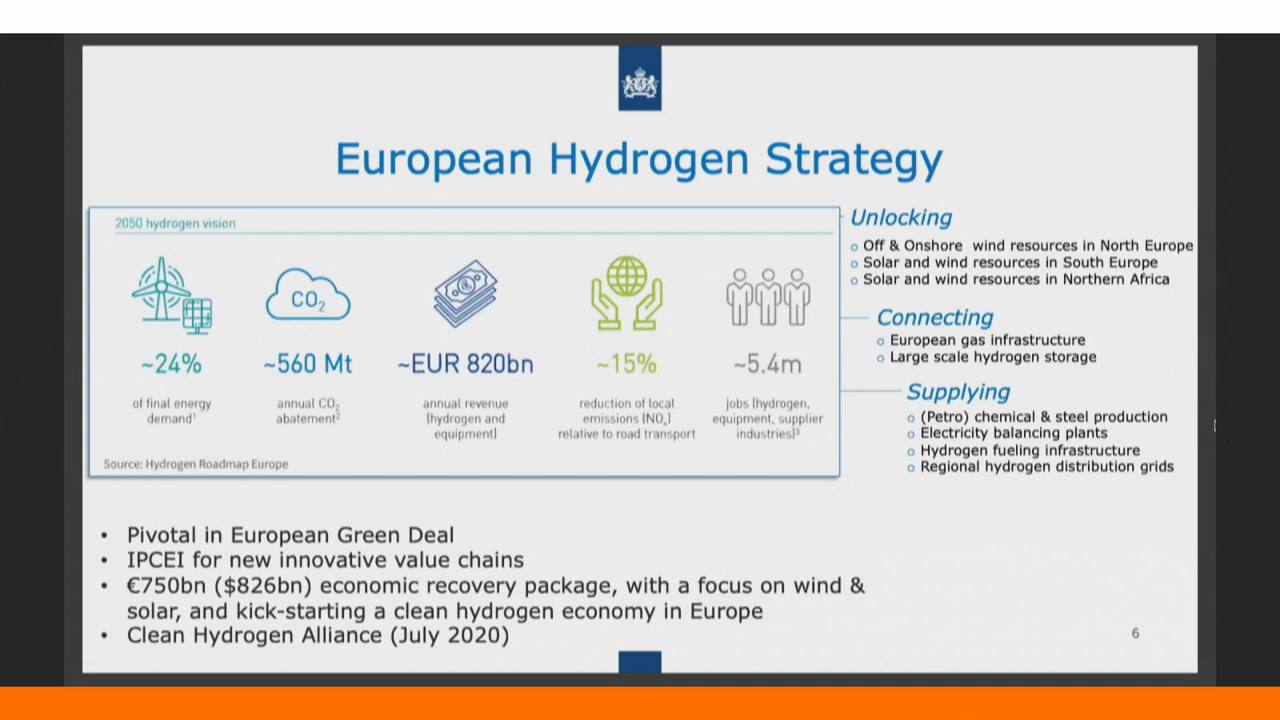 European Hydrogen Strategy
2050 hydrogen vision
CO₂
~24%
of final energy
demand¹
~560 Mt
annual CO₂
abatement²
~EUR 820bn
annual revenue
(hydrogen and
equipment)
~15%
reduction of local
emissions (NOₓ)
relative to road transport
~5.4m
jobs (hydrogen,
equipment, supplier
industries)³
Source: Hydrogen Roadmap Europe
Unlocking
Off & Onshore wind resources in North Europe
Solar and wind resources in South Europe
Solar and wind resources in Northern Africa
Connecting
European gas infrastructure
Large scale hydrogen storage
Supplying
(Petro) chemical & steel production
Electricity balancing plants
Hydrogen fueling infrastructure
Regional hydrogen distribution grids
• Pivotal in European Green Deal
• IPCEI for new innovative value chains
• €750bn ($826bn) economic recovery package, with a focus on wind &
solar, and kick-starting a clean hydrogen economy in Europe
• Clean Hydrogen Alliance (July 2020)
6